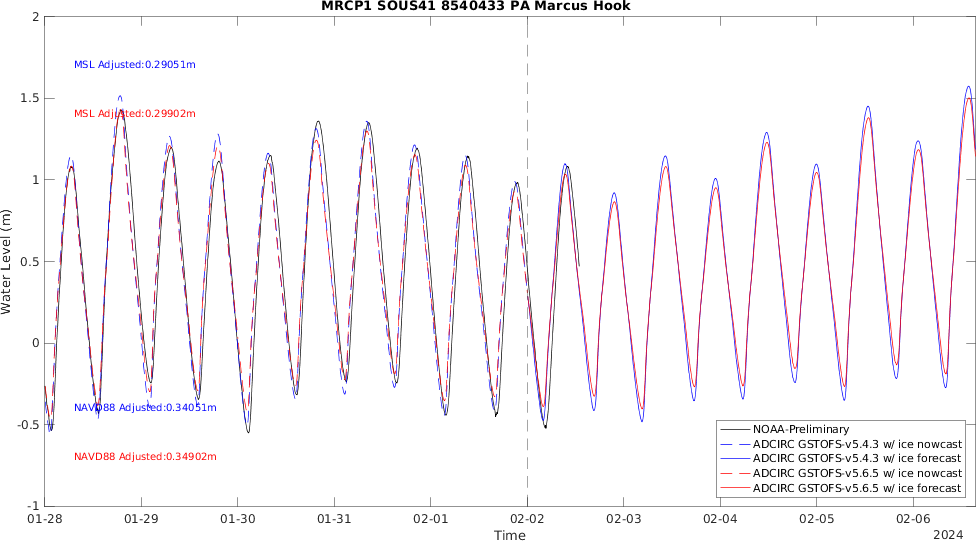 MRCP1 SOUS41 8540433 PA Marcus Hook
2
1.5
1
0.5
0
-0.5
-1
Water Level (m)
MSL Adjusted:0.29051m
MSL Adjusted:0.29902m
NAVD88 Adjusted:0.34051m
NAVD88 Adjusted:0.34902m
NOAA-Preliminary
ADCIRC GSTOFS-v5.4.3 w/ ice nowcast
ADCIRC GSTOFS-v5.4.3 w/ ice forecast
ADCIRC GSTOFS-v5.6.5 w/ ice nowcast
ADCIRC GSTOFS-v5.6.5 w/ ice forecast
01-28 01-29 01-30 01-31 02-01 02-02 02-03 02-04 02-05 02-06
Time
2024